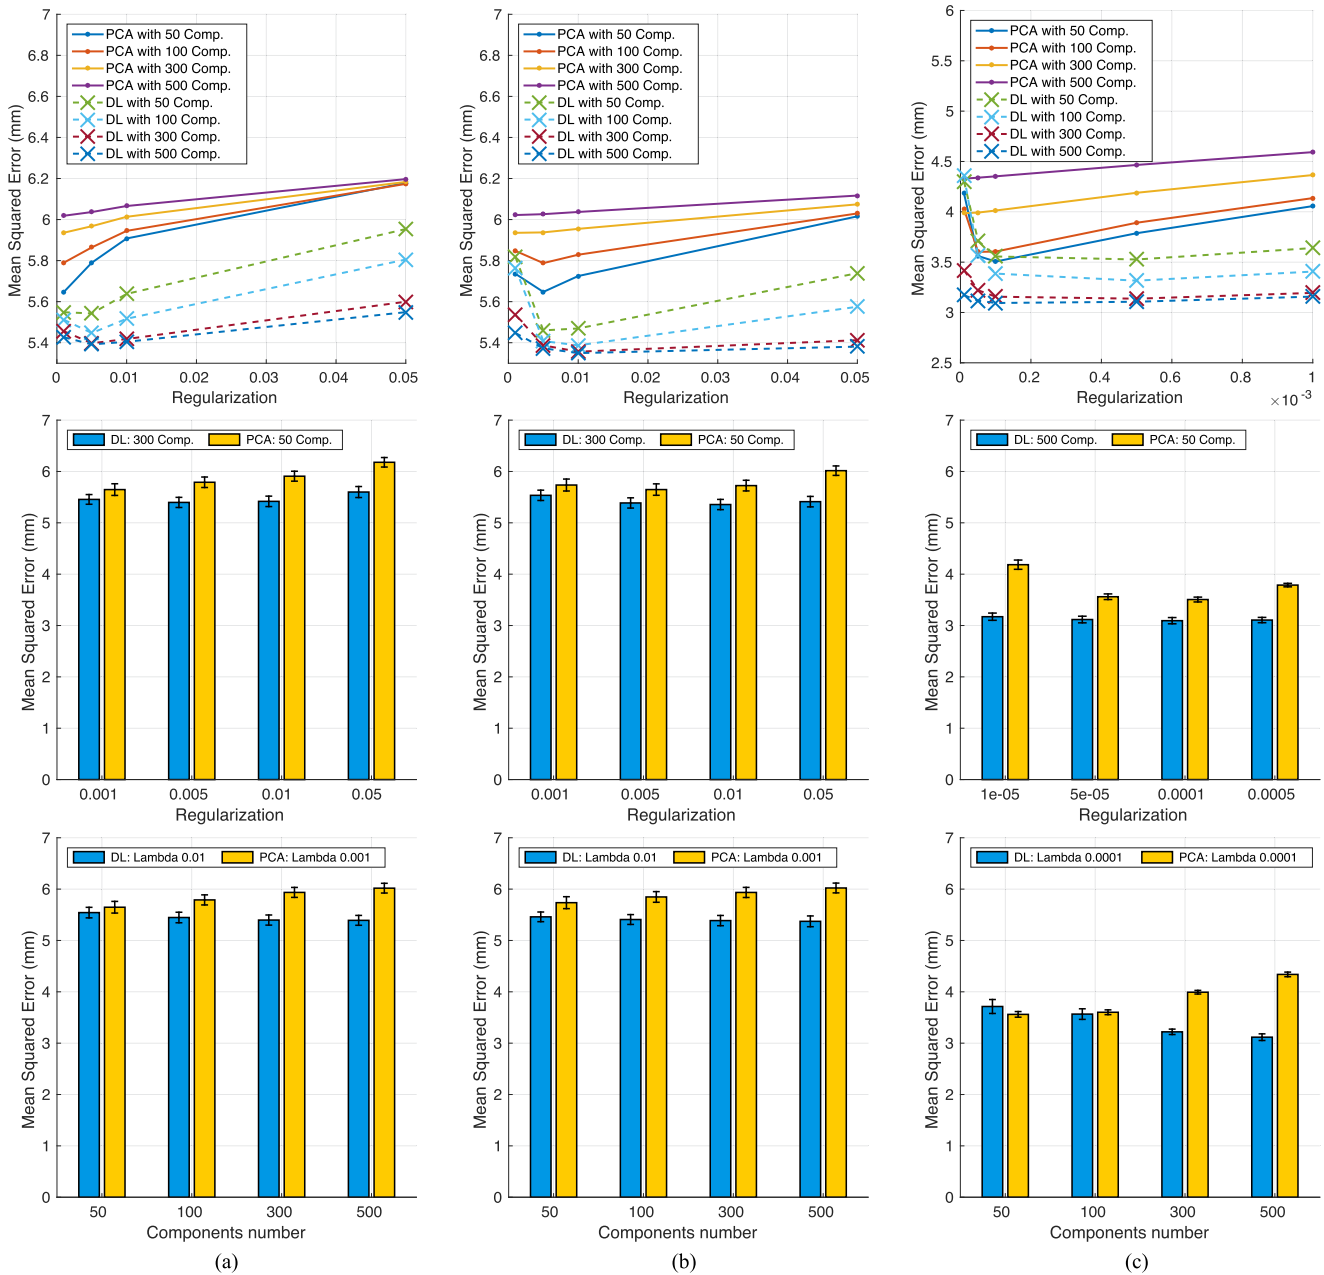 7
6.8
6.6
6.4
6.2
6
5.8
5.6
5.4
Mean Squared Error (mm)
PCA with 50 Comp.
PCA with 100 Comp.
PCA with 300 Comp.
PCA with 500 Comp.
DL with 50 Comp.
DL with 100 Comp.
DL with 300 Comp.
DL with 500 Comp.
0 0.01 0.02 0.03 0.04 0.05
Regularization
7
6.8
6.6
6.4
6.2
6
5.8
5.6
5.4
Mean Squared Error (mm)
PCA with 50 Comp.
PCA with 100 Comp.
PCA with 300 Comp.
PCA with 500 Comp.
DL with 50 Comp.
DL with 100 Comp.
DL with 300 Comp.
DL with 500 Comp.
0 0.01 0.02 0.03 0.04 0.05
Regularization
6
5.5
5
4.5
4
3.5
3
2.5
Mean Squared Error (mm)
PCA with 50 Comp.
PCA with 100 Comp.
PCA with 300 Comp.
PCA with 500 Comp.
DL with 50 Comp.
DL with 100 Comp.
DL with 300 Comp.
DL with 500 Comp.
0 0.2 0.4 0.6 0.8 1
Regularization
×10⁻³
7
6
5
4
3
2
1
0
Mean Squared Error (mm)
DL: 300 Comp. PCA: 50 Comp.
0.001 0.005 0.01 0.05
Regularization
7
6
5
4
3
2
1
0
Mean Squared Error (mm)
DL: 300 Comp. PCA: 50 Comp.
0.001 0.005 0.01 0.05
Regularization
7
6
5
4
3
2
1
0
Mean Squared Error (mm)
DL: 500 Comp. PCA: 50 Comp.
1e-05 5e-05 0.0001 0.0005
Regularization
7
6
5
4
3
2
1
0
Mean Squared Error (mm)
DL: Lambda 0.01 PCA: Lambda 0.001
50 100 300 500
Components number
(a)
7
6
5
4
3
2
1
0
Mean Squared Error (mm)
DL: Lambda 0.01 PCA: Lambda 0.001
50 100 300 500
Components number
(b)
7
6
5
4
3
2
1
0
Mean Squared Error (mm)
DL: Lambda 0.0001 PCA: Lambda 0.0001
50 100 300 500
Components number
(c)